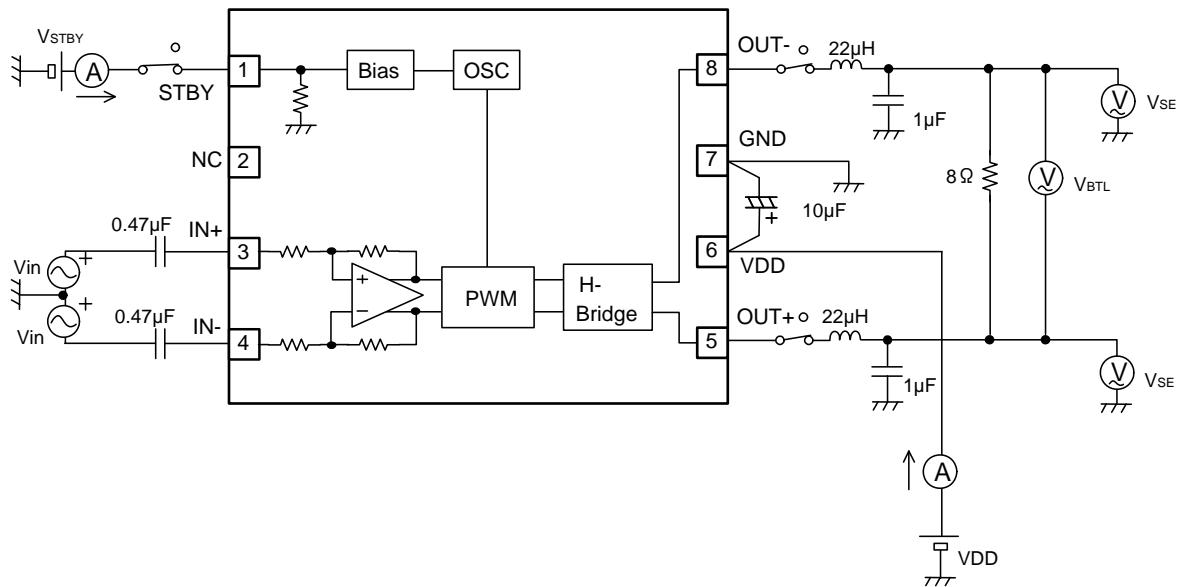 VSTBY
A
STBY
1
Bias
OSC
8
OUT-
22μH
1μF
V
VSE
NC
2
7
GND
10μF
+
8Ω
V
VBTL
0.47μF
IN+
3
Vin
+
+
Vin
0.47μF
IN-
4
+
−
PWM
H-
Bridge
6
VDD
5
OUT+
22μH
1μF
V
VSE
A
VDD